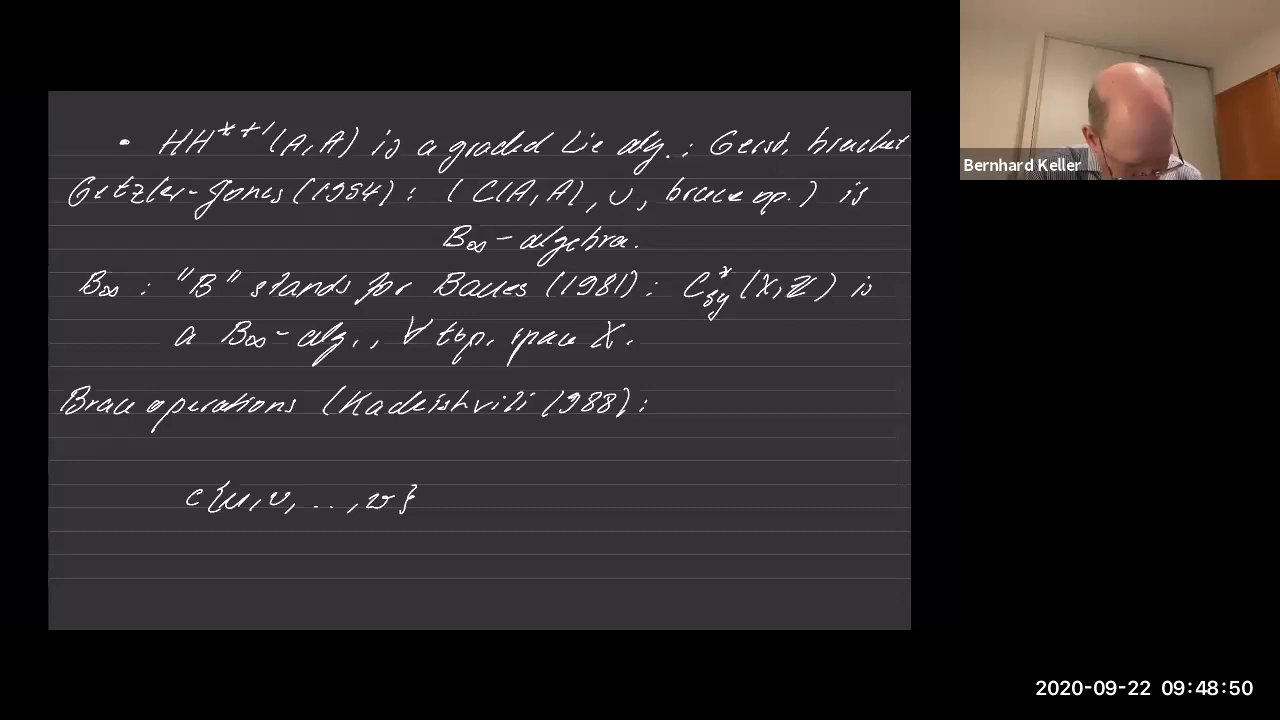 • HH^{*+1}(A,A) is a graded Lie alg. : Gerst. bracket
Getzler-Jones (1994) : (C(A,A), ∪, brace op.) is
B∞ - algebra.
B∞ : "B" stands for Baues (1981) : C^*_{sg}(X,ℤ) is
a B∞ - alg., ∀ top. space X.
Brace operations (Kadeishvili (1988) :
c{u,v, ..., w}
Bernhard Keller
2020-09-22 09:48:50